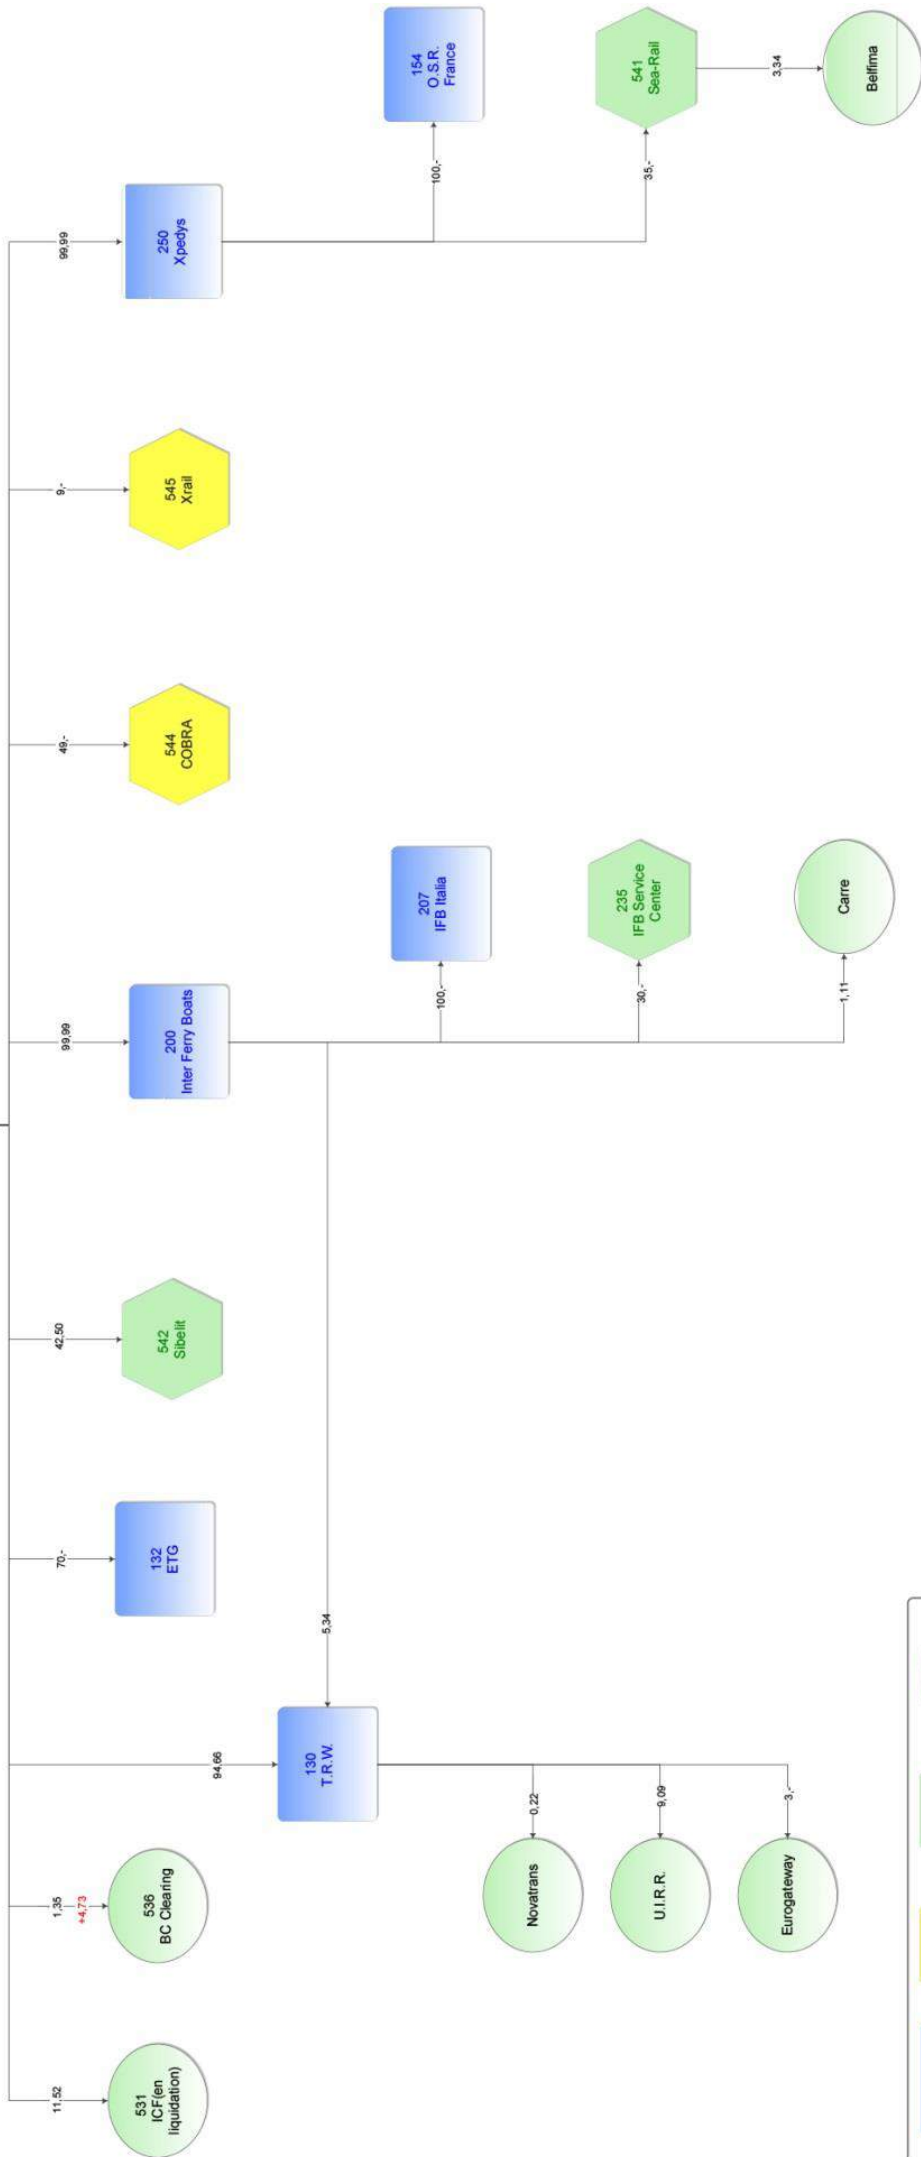 11,52
1,35
+4,73
94,66
70,-
42,50
99,99
49,-
9,-
99,99
531
ICF(en
liquidation)
536
BC Clearing
132
ETG
542
Sibelit
200
Inter Ferry Boats
544
COBRA
545
Xrail
250
Xpedys
5,34
130
T.R.W.
100,-
207
IFB Italia
100,-
154
O.S.R.
France
0,22
Novatrans
30,-
235
IFB Service
Center
35,-
541
Sea-Rail
9,09
U.I.R.R.
3,-
Eurogateway
1,11
Carre
3,34
Belfima